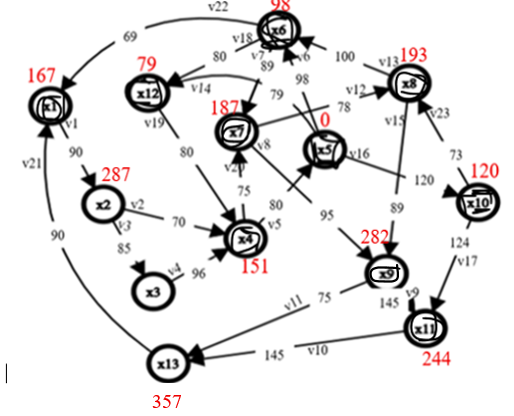 v22
98
x6
69
v18
80
v7
89
v6
98
100
v13
193
x8
79
x12
v14
79
v12
78
167
x1
v1
187
x7
v8
0
x5
v16
v15
v23
v19
80
v20
75
73
v21
90
287
x2
v2
70
v3
85
80
v5
x4
151
95
120
120
x10
89
124
v17
90
v4
96
x3
282
x9
v9
145
v11
75
x11
244
x13
145
v10
357